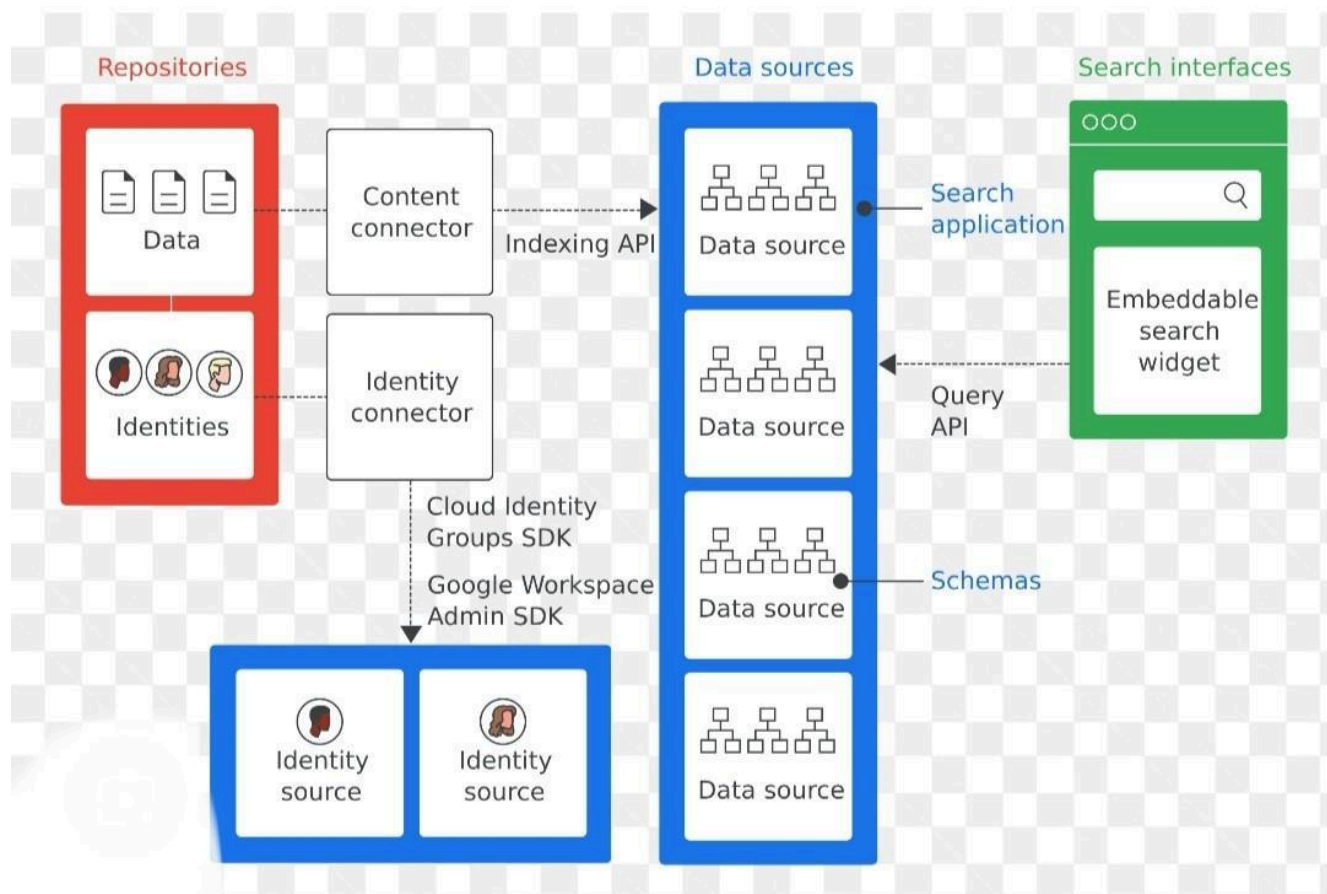 Repositories
Data
Identities
Content
connector
Indexing API
Identity
connector
Cloud Identity
Groups SDK
Google Workspace
Admin SDK
Identity
source
Identity
source
Data sources
Data source
Data source
Data source
Data source
Search
application
Query
API
Schemas
Search interfaces
Embeddable
search
widget